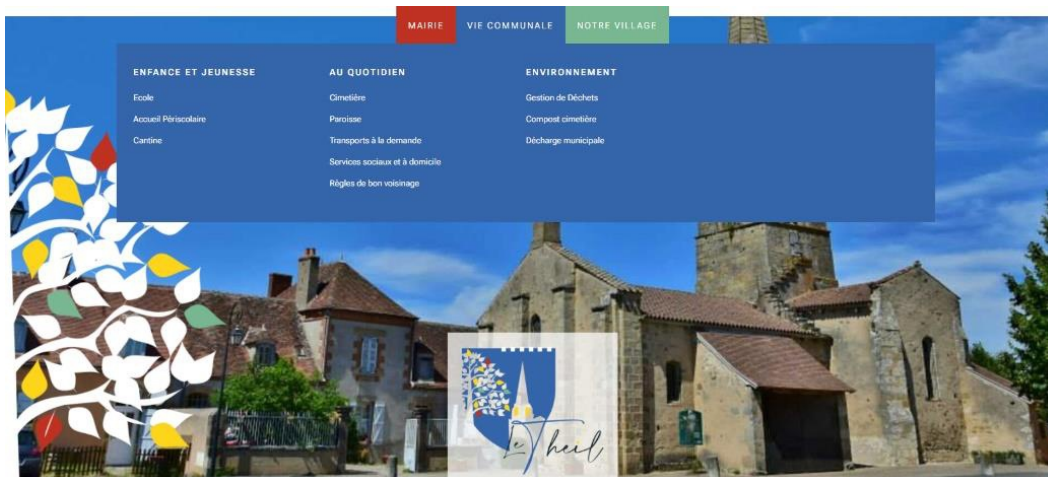 MAIRIE VIE COMMUNALE NOTRE VILLAGE
ENFANCE ET JEUNESSE
Ecole
Accueil Périscolaire
Cantine
AU QUOTIDIEN
Cimetière
Paroisse
Transports à la demande
Services sociaux et à domicile
Règles de bon voisinage
ENVIRONNEMENT
Gestion de Déchets
Compost cimetière
Décharge municipale
Le Theil